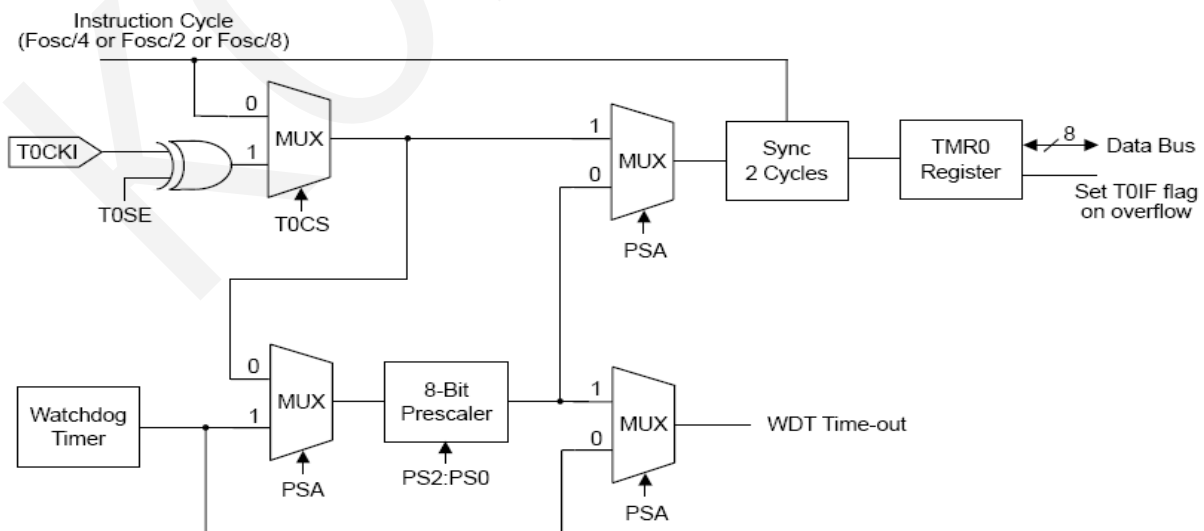 Instruction Cycle
(Fosc/4 or Fosc/2 or Fosc/8)
0
MUX
1
T0CKI
T0SE
T0CS
1
MUX
0
PSA
Sync
2 Cycles
TMR0
Register
8
Data Bus
Set T0IF flag
on overflow
Watchdog
Timer
0
MUX
1
PSA
8-Bit
Prescaler
PS2:PS0
1
MUX
0
PSA
WDT Time-out